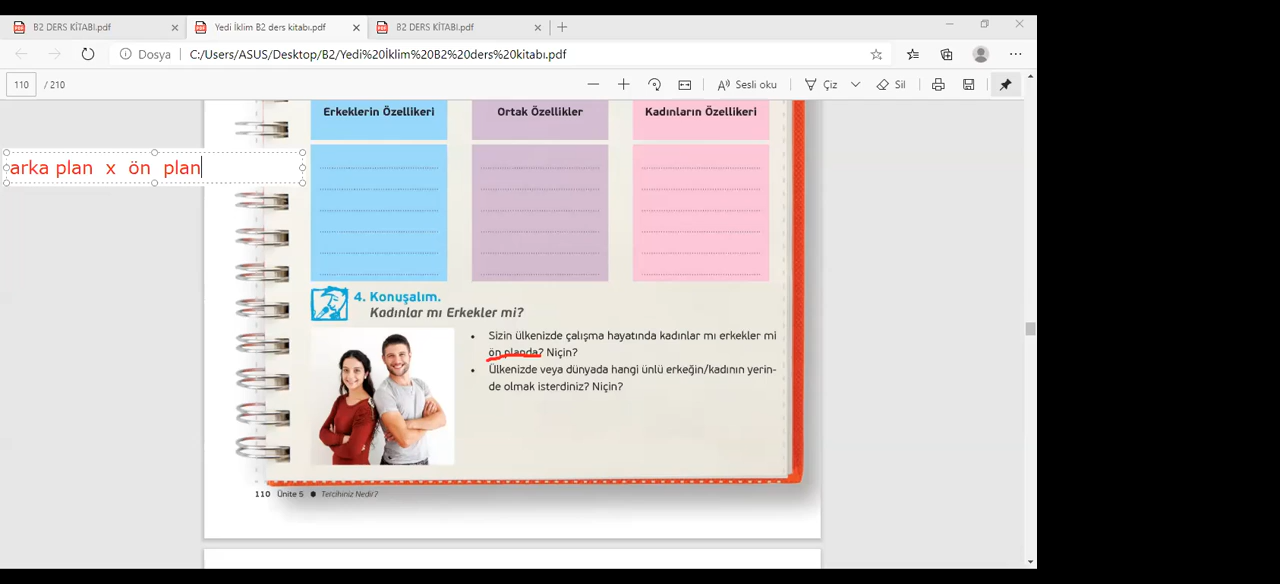 B2 DERS KİTABI.pdf
Yedi İklim B2 ders kitabı.pdf
B2 DERS KİTABI.pdf
Dosya
C:/Users/ASUS/Desktop/B2/Yedi%20İklim%20B2%20ders%20kitabı.pdf
110
/ 210
Sesli oku
Çiz
Sil
Erkeklerin Özellikeri
Ortak Özellikler
Kadınların Özellikeri
arka plan x ön plan
4. Konuşalım.
Kadınlar mı Erkekler mi?
• Sizin ülkenizde çalışma hayatında kadınlar mı erkekler mi
ön planda? Niçin?
• Ülkenizde veya dünyada hangi ünlü erkeğin/kadının yerin-
de olmak isterdiniz? Niçin?
110 Ünite 5 ● Tercihiniz Nedir?